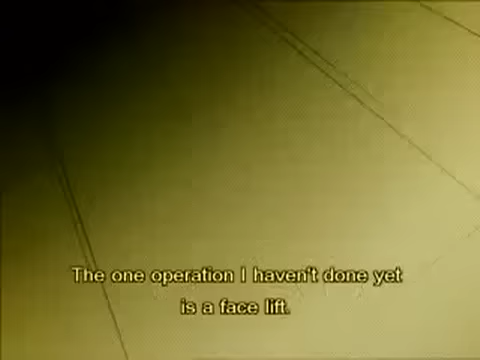 The one operation I haven't done yet
is a face lift.